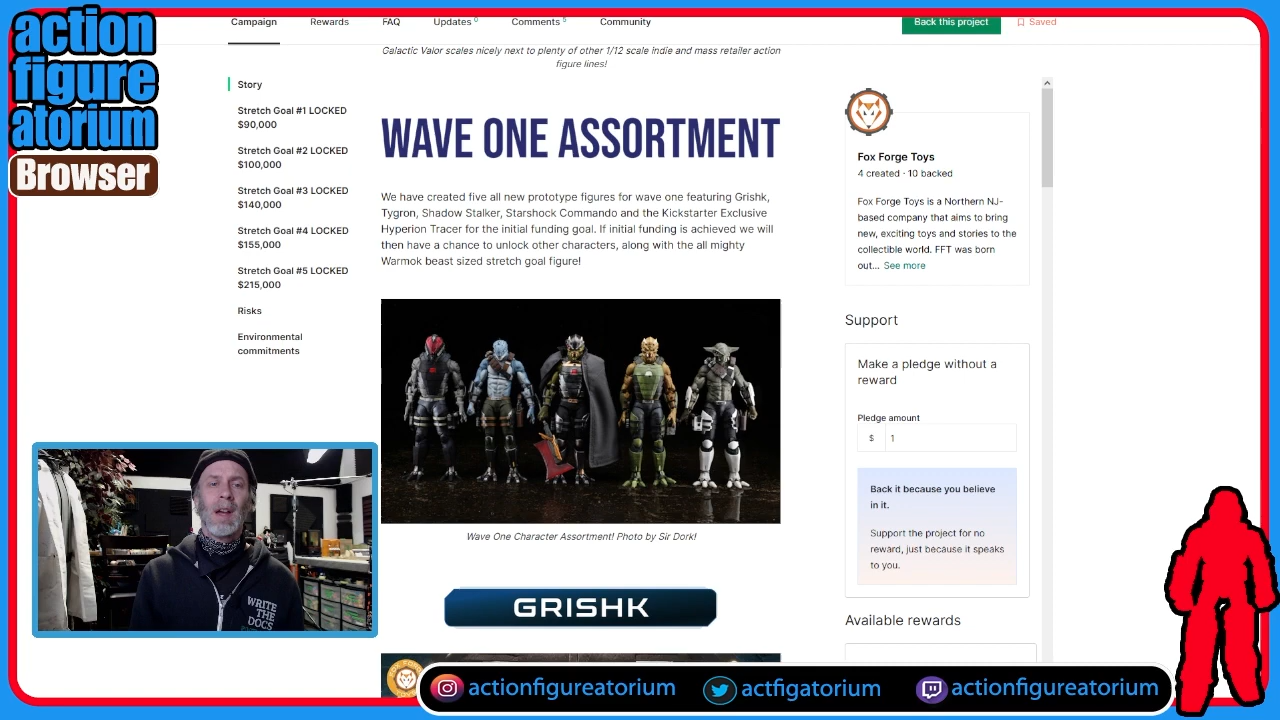 action
figure
atorium
Browser
Campaign Rewards FAQ Updates 0 Comments 5 Community
Back this project Saved
Galactic Valor scales nicely next to plenty of other 1/12 scale indie and mass retailer action
figure lines!
Story
Stretch Goal #1 LOCKED
$90,000
Stretch Goal #2 LOCKED
$100,000
Stretch Goal #3 LOCKED
$140,000
Stretch Goal #4 LOCKED
$155,000
Stretch Goal #5 LOCKED
$215,000
Risks
Environmental
commitments
WAVE ONE ASSORTMENT
We have created five all new prototype figures for wave one featuring Grishk,
Tygron, Shadow Stalker, Starshock Commando and the Kickstarter Exclusive
Hyperion Tracer for the initial funding goal. If initial funding is achieved we will
then have a chance to unlock other characters, along with the all mighty
Warmok beast sized stretch goal figure!
Wave One Character Assortment! Photo by Sir Dork!
GRISHK
Fox Forge Toys
4 created · 10 backed
Fox Forge Toys is a Northern NJ-
based company that aims to bring
new, exciting toys and stories to the
collectible world. FFT was born
out... See more
Support
Make a pledge without a
reward
Pledge amount
$ 1
Back it because you believe
in it.
Support the project for no
reward, just because it speaks
to you.
Available rewards
WRITE
THE
DOCS
actionfigureatorium actfigatorium actionfigureatorium